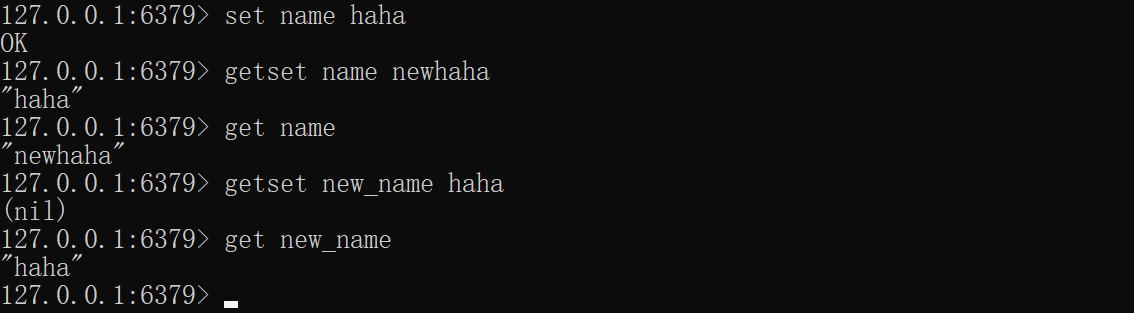 127.0.0.1:6379> set name haha
OK
127.0.0.1:6379> getset name newhaha
"haha"
127.0.0.1:6379> get name
"newhaha"
127.0.0.1:6379> getset new_name haha
(nil)
127.0.0.1:6379> get new_name
"haha"
127.0.0.1:6379>